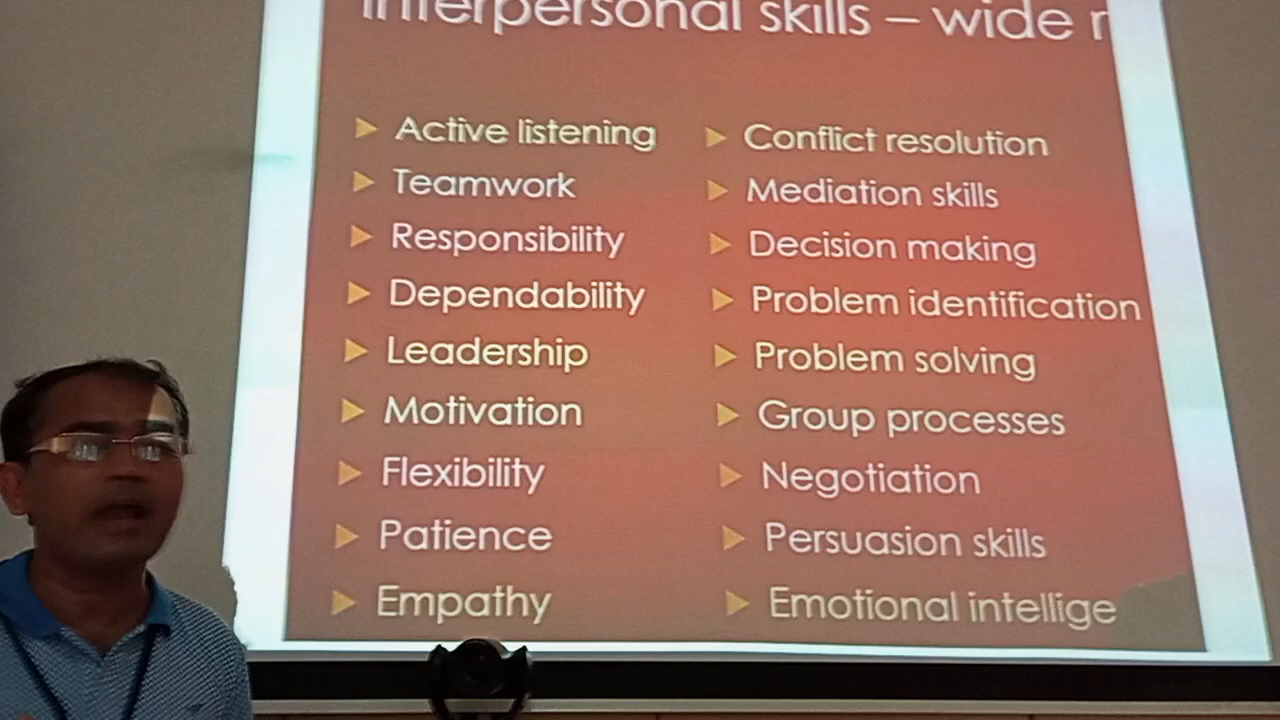 Interpersonal skills – wide r
Active listening
Teamwork
Responsibility
Dependability
Leadership
Motivation
Flexibility
Patience
Empathy
Conflict resolution
Mediation skills
Decision making
Problem identification
Problem solving
Group processes
Negotiation
Persuasion skills
Emotional intellige